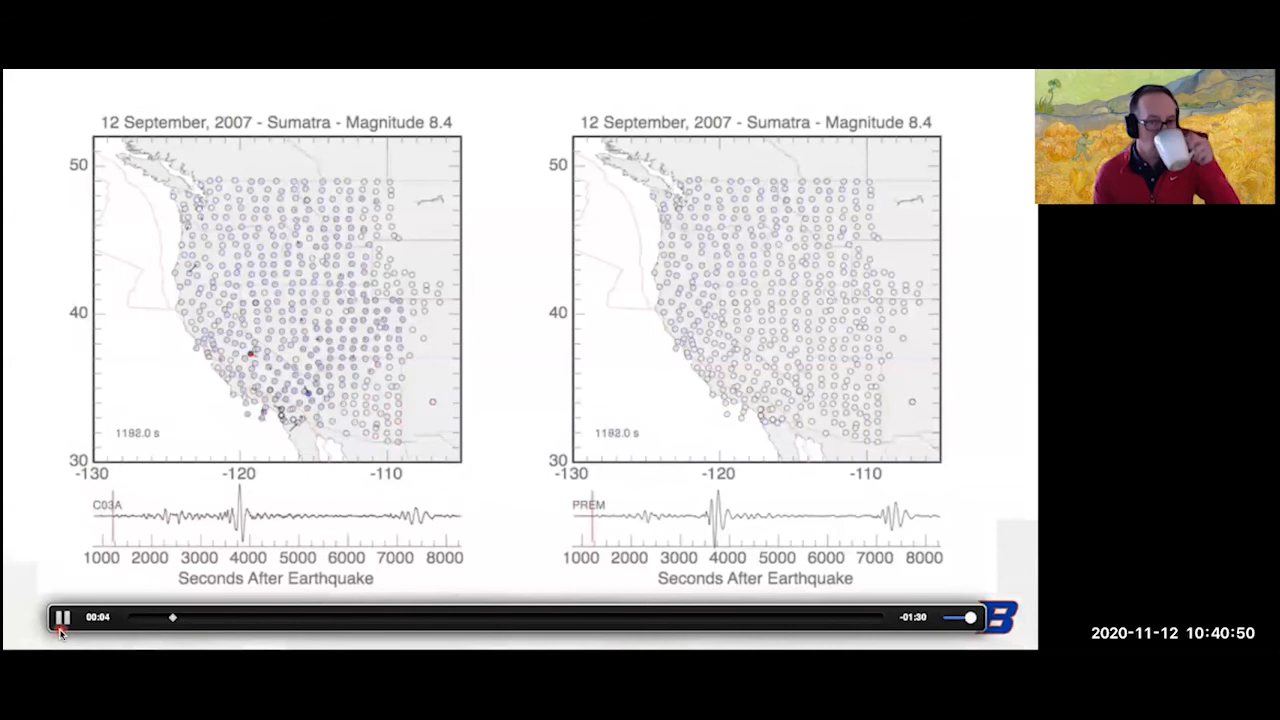 12 September, 2007 - Sumatra - Magnitude 8.4
50
40
30
-130 -120 -110
1192.0 s
C03A
1000 2000 3000 4000 5000 6000 7000 8000
Seconds After Earthquake
12 September, 2007 - Sumatra - Magnitude 8.4
50
40
30
-130 -120 -110
1192.0 s
PREM
1000 2000 3000 4000 5000 6000 7000 8000
Seconds After Earthquake
00:04 -01:30
B
2020-11-12 10:40:50